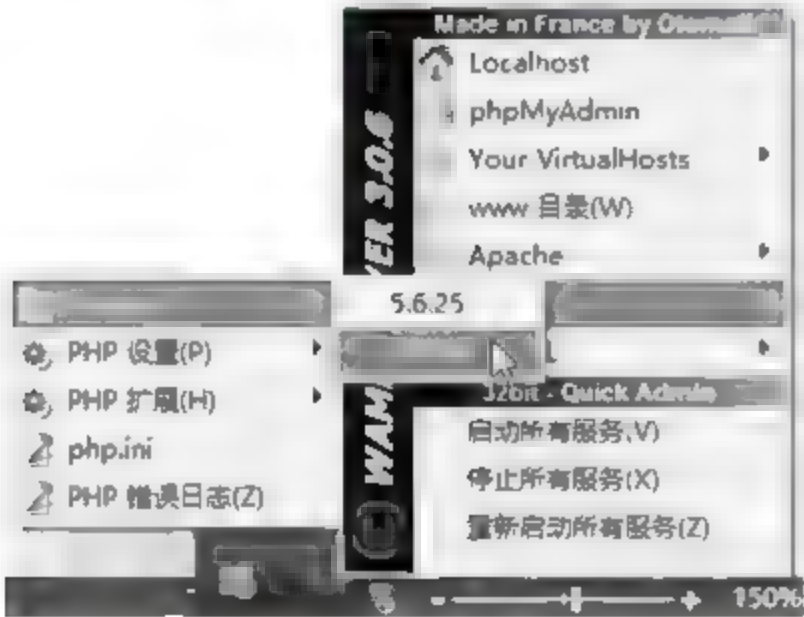 Made in France by
Localhost
phpMyAdmin
Your VirtualHosts
www 目录(W)
Apache
5.6.25
PHP 设置(P)
PHP 扩展(H)
php.ini
PHP 错误日志(Z)
32bit - Quick Admin
启动所有服务(V)
停止所有服务(X)
重新启动所有服务(Z)
WAMPSERVER 3.0.6
150%